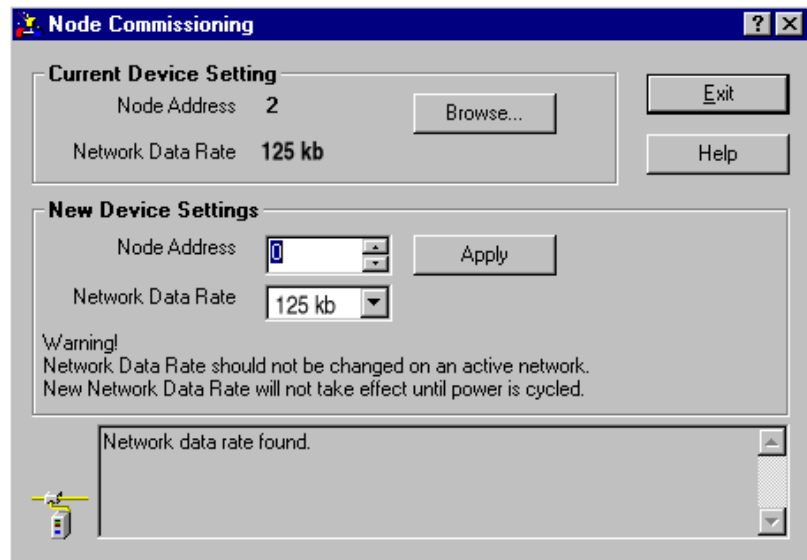 Node Commissioning
Current Device Setting
Node Address 2
Browse...
Exit
Network Data Rate 125 kb
Help
New Device Settings
Node Address 0
Apply
Network Data Rate 125 kb
Warning!
Network Data Rate should not be changed on an active network.
New Network Data Rate will not take effect until power is cycled.
Network data rate found.